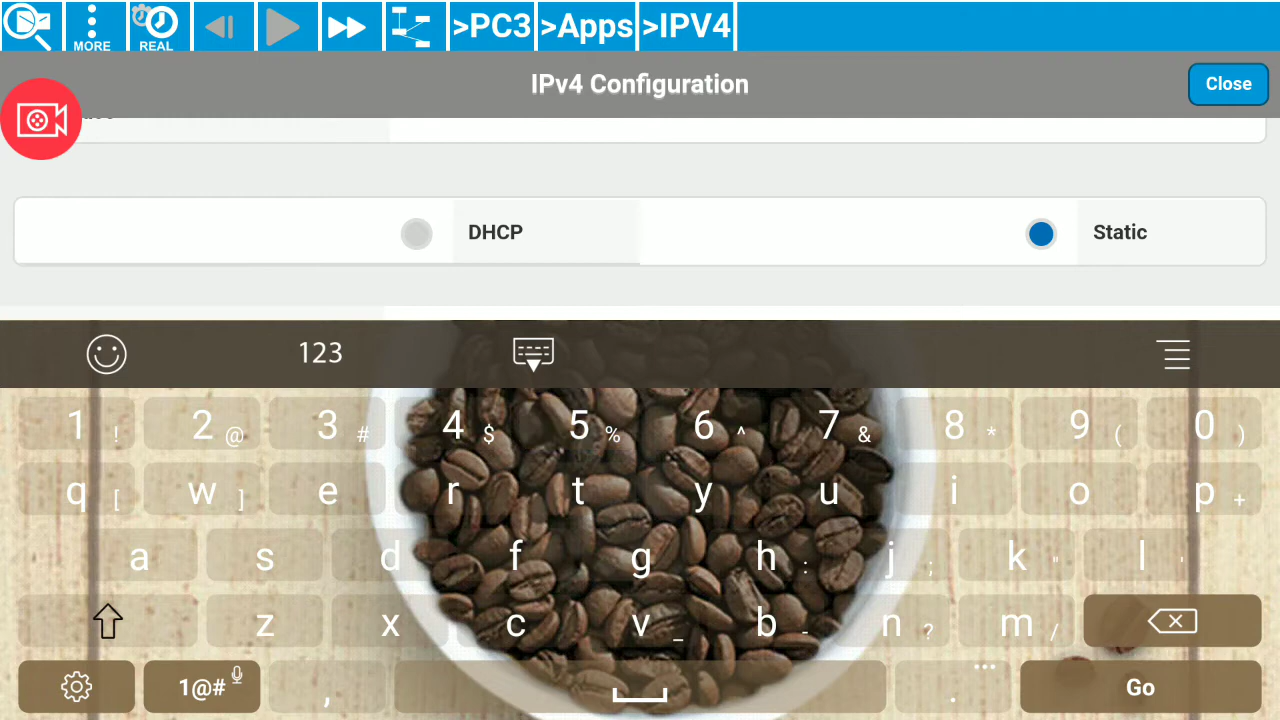 MORE REAL >PC3 >Apps >IPV4
IPv4 Configuration Close
DHCP Static
123
1 ! 2 @ 3 # 4 $ 5 % 6 ^ 7 & 8 * 9 ( 0 )
q [ w ] e r t y u i o p +
a s d f g h : j ; k " l '
z x c v _ b - n ? m /
1@# , . ... Go